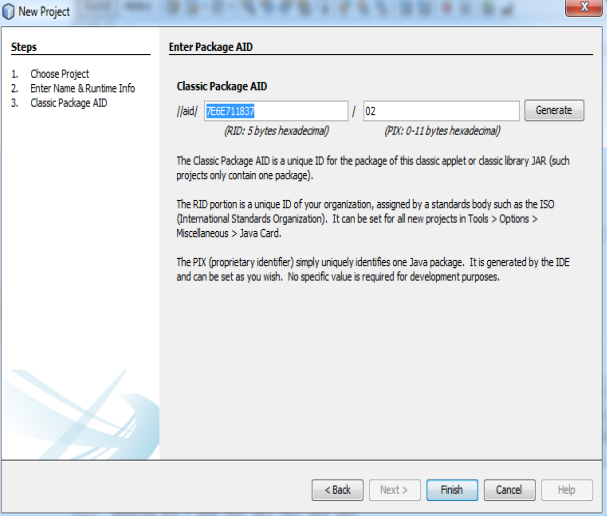 New Project
Steps
1. Choose Project
2. Enter Name & Runtime Info
3. Classic Package AID
Enter Package AID
Classic Package AID
//aid/ 7E6E711837 / 02 Generate
(RID: 5 bytes hexadecimal) (PIX: 0-11 bytes hexadecimal)
The Classic Package AID is a unique ID for the package of this classic applet or classic library JAR (such
projects only contain one package).
The RID portion is a unique ID of your organization, assigned by a standards body such as the ISO
(International Standards Organization). It can be set for all new projects in Tools > Options >
Miscellaneous > Java Card.
The PIX (proprietary identifier) simply uniquely identifies one Java package. It is generated by the IDE
and can be set as you wish. No specific value is required for development purposes.
< Back Next > Finish Cancel Help